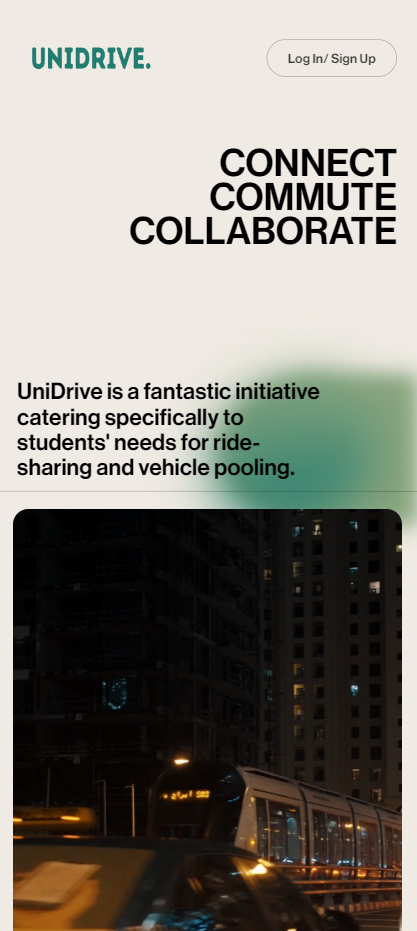 UNIDRIVE.
Log In/ Sign Up
CONNECT
COMMUTE
COLLABORATE
UniDrive is a fantastic initiative
catering specifically to
students' needs for ride-
sharing and vehicle pooling.